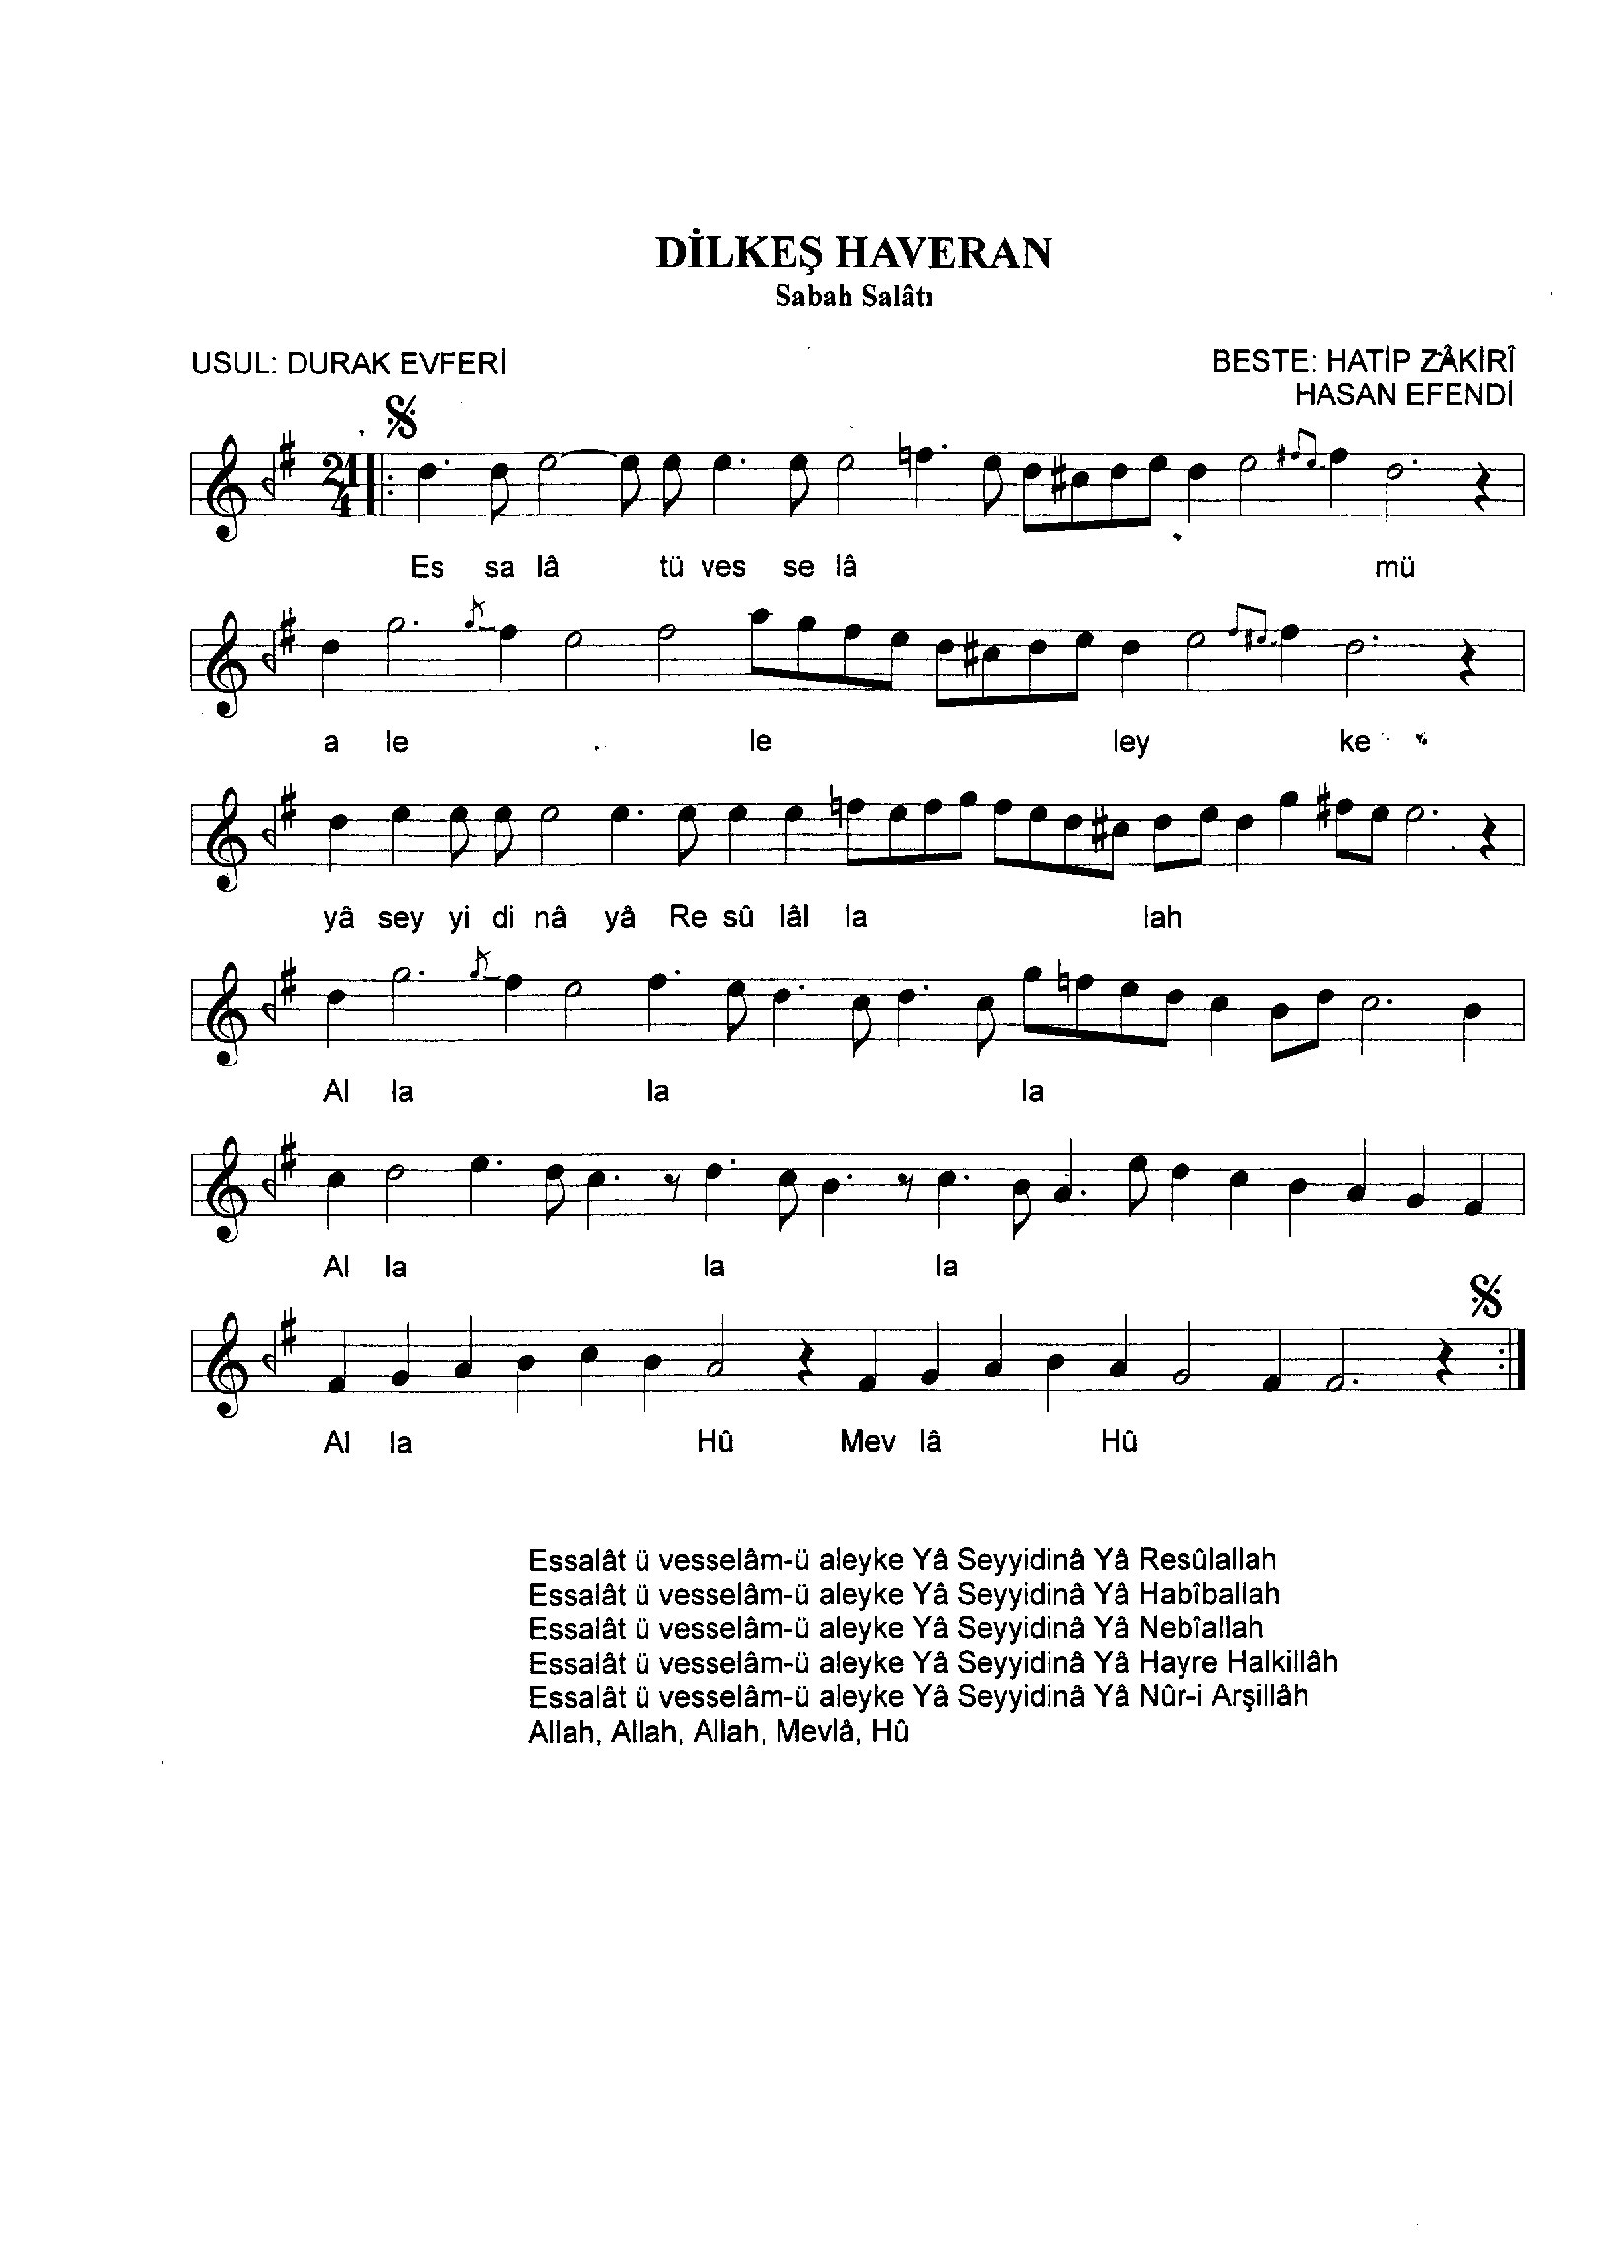 DİLKEŞ HAVERAN
Sabah Salâtı
USUL: DURAK EVFERİ
BESTE: HATİP ZÂKİRÎ
HASAN EFENDİ
21
4
Es sa lâ tü ves se lâ mü
a le le ley ke
yâ sey yi di nâ yâ Re sû lâl la lah
Al la la la
Al la la la
Al la Hû Mev lâ Hû
Essalât ü vesselâm-ü aleyke Yâ Seyyidinâ Yâ Resûlallah
Essalât ü vesselâm-ü aleyke Yâ Seyyidinâ Yâ Habîballah
Essalât ü vesselâm-ü aleyke Yâ Seyyidinâ Yâ Nebîallah
Essalât ü vesselâm-ü aleyke Yâ Seyyidinâ Yâ Hayre Halkillâh
Essalât ü vesselâm-ü aleyke Yâ Seyyidinâ Yâ Nûr-i Arşillâh
Allah, Allah, Allah, Mevlâ, Hû